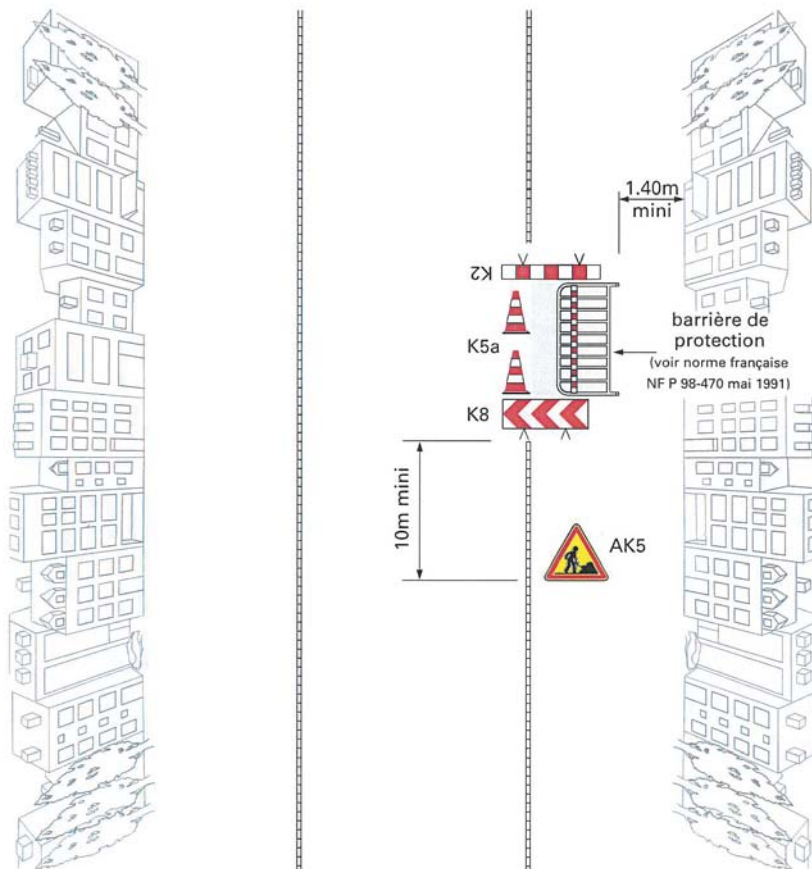 1.40m
mini
K2
barrière de
protection
(voir norme française
NF P 98-470 mai 1991)
K5a
K8
10m mini
AK5